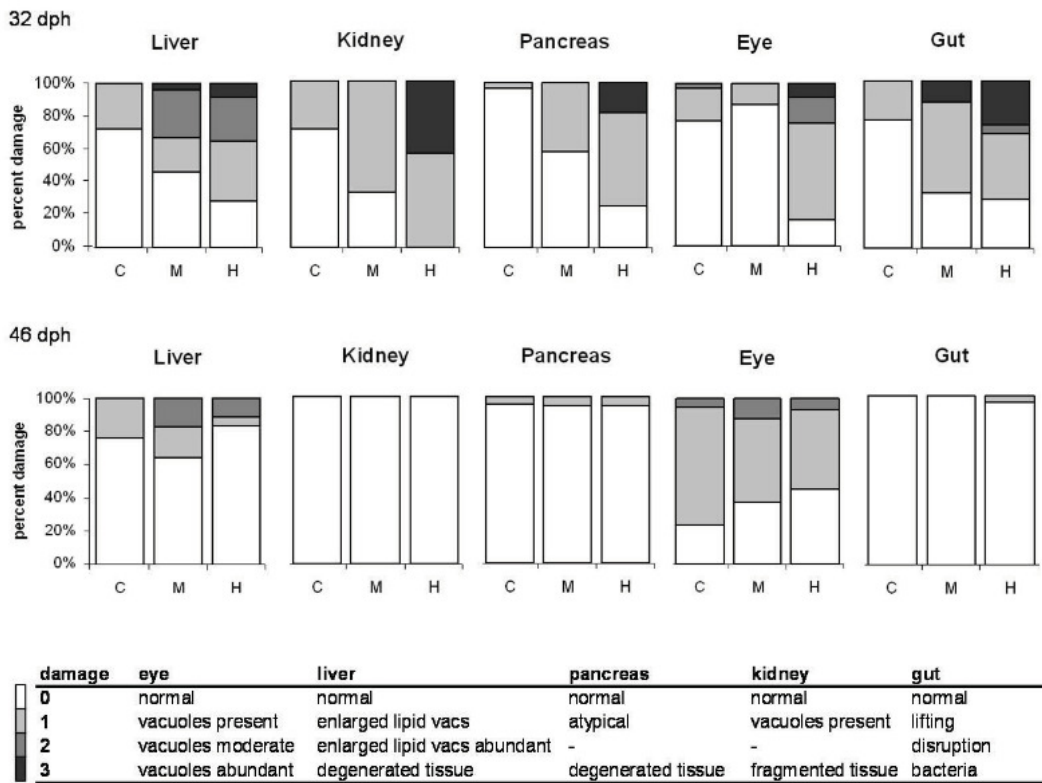 32 dph
Liver Kidney Pancreas Eye Gut
percent damage
100%
80%
60%
40%
20%
0%
C M H C M H C M H C M H C M H
46 dph
Liver Kidney Pancreas Eye Gut
percent damage
100%
80%
60%
40%
20%
0%
C M H C M H C M H C M H C M H
damage eye liver pancreas kidney gut
0 normal normal normal normal normal
1 vacuoles present enlarged lipid vacs atypical vacuoles present lifting
2 vacuoles moderate enlarged lipid vacs abundant - - disruption
3 vacuoles abundant degenerated tissue degenerated tissue fragmented tissue bacteria